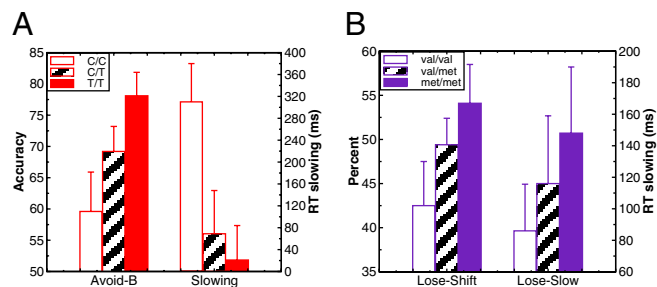 A
85
80
75
70
65
60
55
50
Accuracy
C/C
C/T
T/T
400
360
320
280
240
200
160
120
80
40
0
RT slowing (ms)
Avoid-B Slowing
B
60
55
50
45
40
35
Percent
val/val
val/met
met/met
200
180
160
140
120
100
80
60
RT slowing (ms)
Lose-Shift Lose-Slow